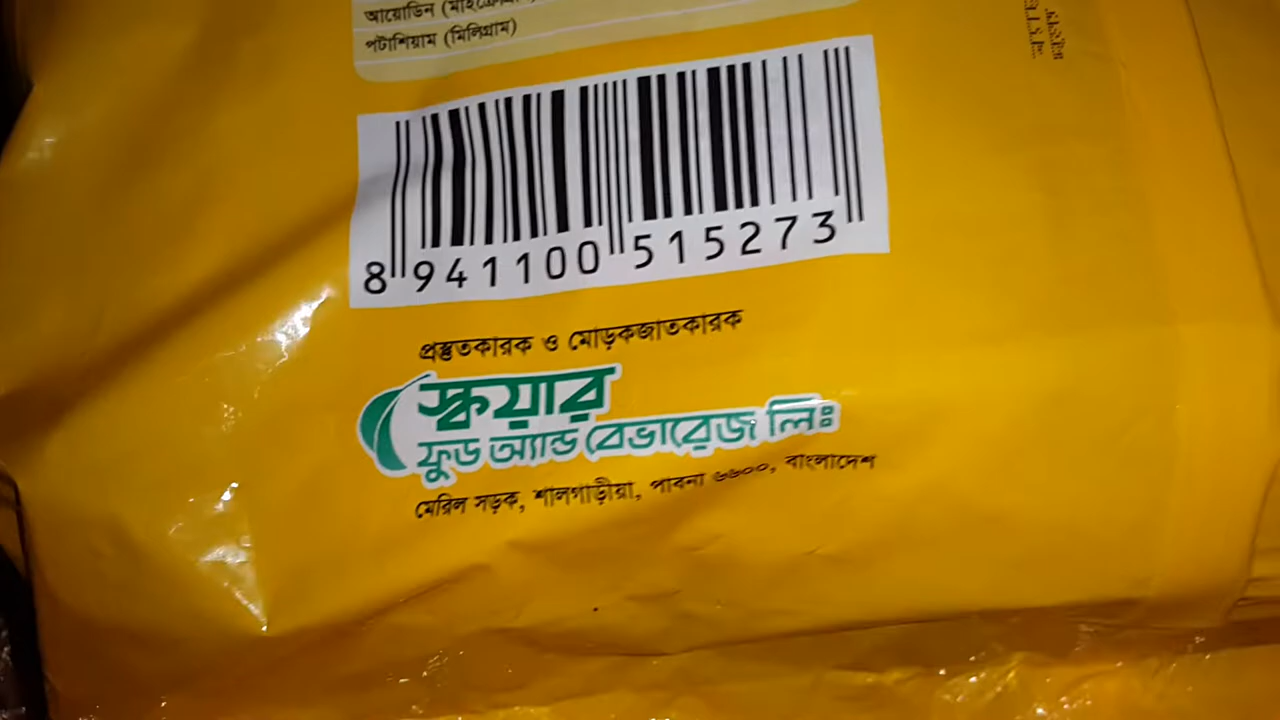 আয়োডিন (মাইক্রোগ্রাম)
পটাশিয়াম (মিলিগ্রাম)
8 941100 515273
প্রস্তুতকারক ও মোড়কজাতকারক
স্কয়ার
ফুড অ্যান্ড বেভারেজ লিঃ
মেরিল সড়ক, শালগাড়ীয়া, পাবনা ৬৬০০, বাংলাদেশ